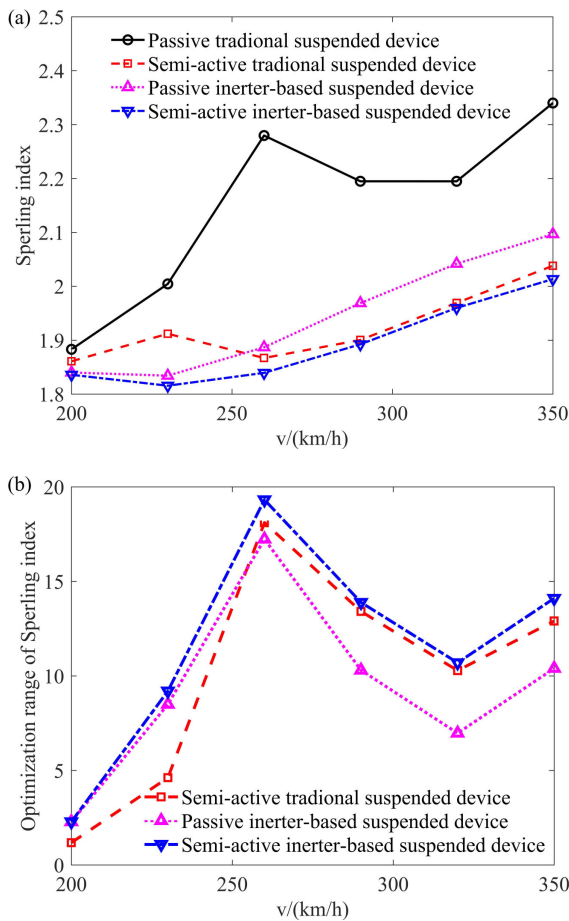 (a)
2.5
2.4
2.3
2.2
2.1
2
1.9
1.8
Sperling index
Passive tradional suspended device
Semi-active tradional suspended device
Passive inerter-based suspended device
Semi-active inerter-based suspended device
200 250 300 350
v/(km/h)
(b)
20
15
10
5
0
Optimization range of Sperling index
Semi-active tradional suspended device
Passive inerter-based suspended device
Semi-active inerter-based suspended device
200 250 300 350
v/(km/h)